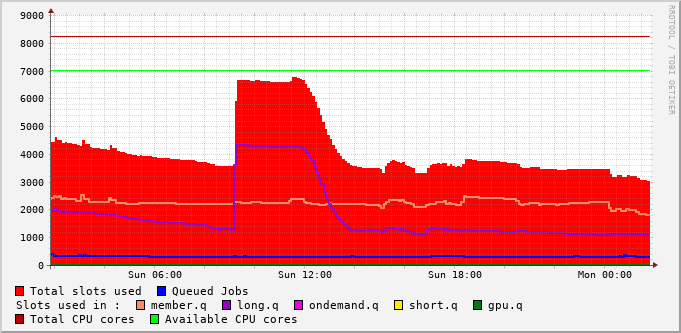 9000
8000
7000
6000
5000
4000
3000
2000
1000
0
Sun 06:00 Sun 12:00 Sun 18:00 Mon 00:00
Total slots used Queued Jobs
Slots used in : member.q long.q ondemand.q short.q gpu.q
Total CPU cores Available CPU cores
RRDTOOL / TOBI OETIKER